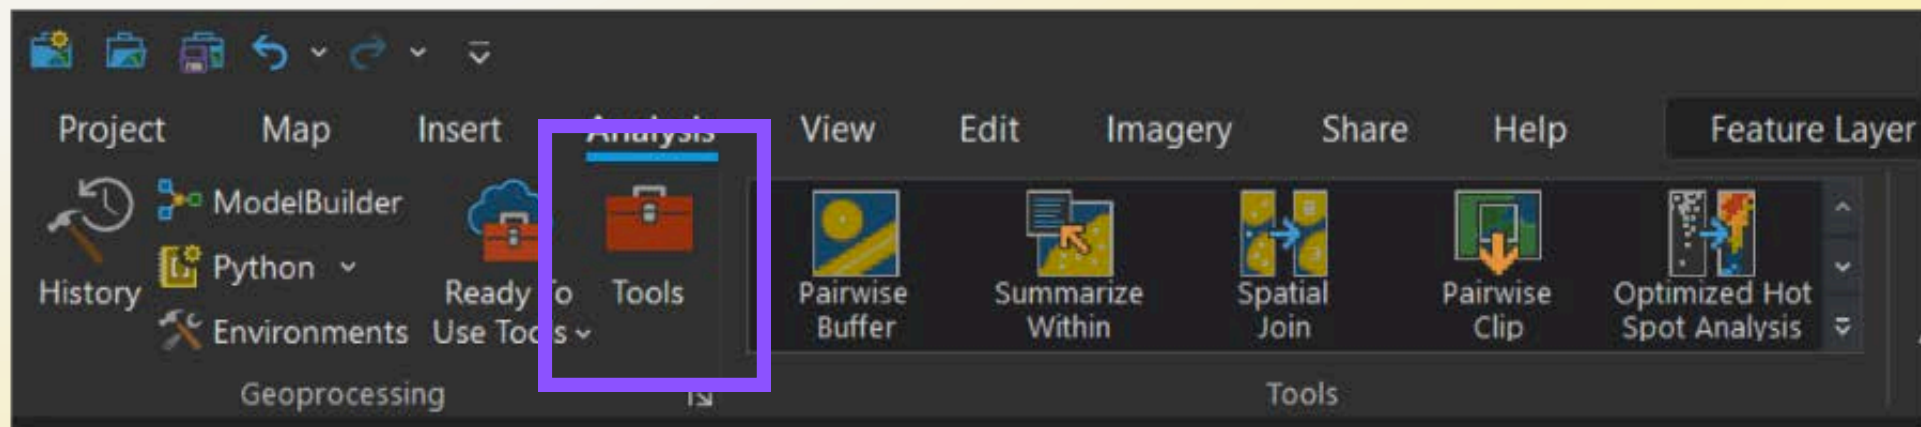 Project Map Insert Analysis View Edit Imagery Share Help Feature Layer
History
ModelBuilder
Python
Environments
Ready To
Use Tools
Tools
Pairwise
Buffer
Summarize
Within
Spatial
Join
Pairwise
Clip
Optimized Hot
Spot Analysis
Geoprocessing
Tools